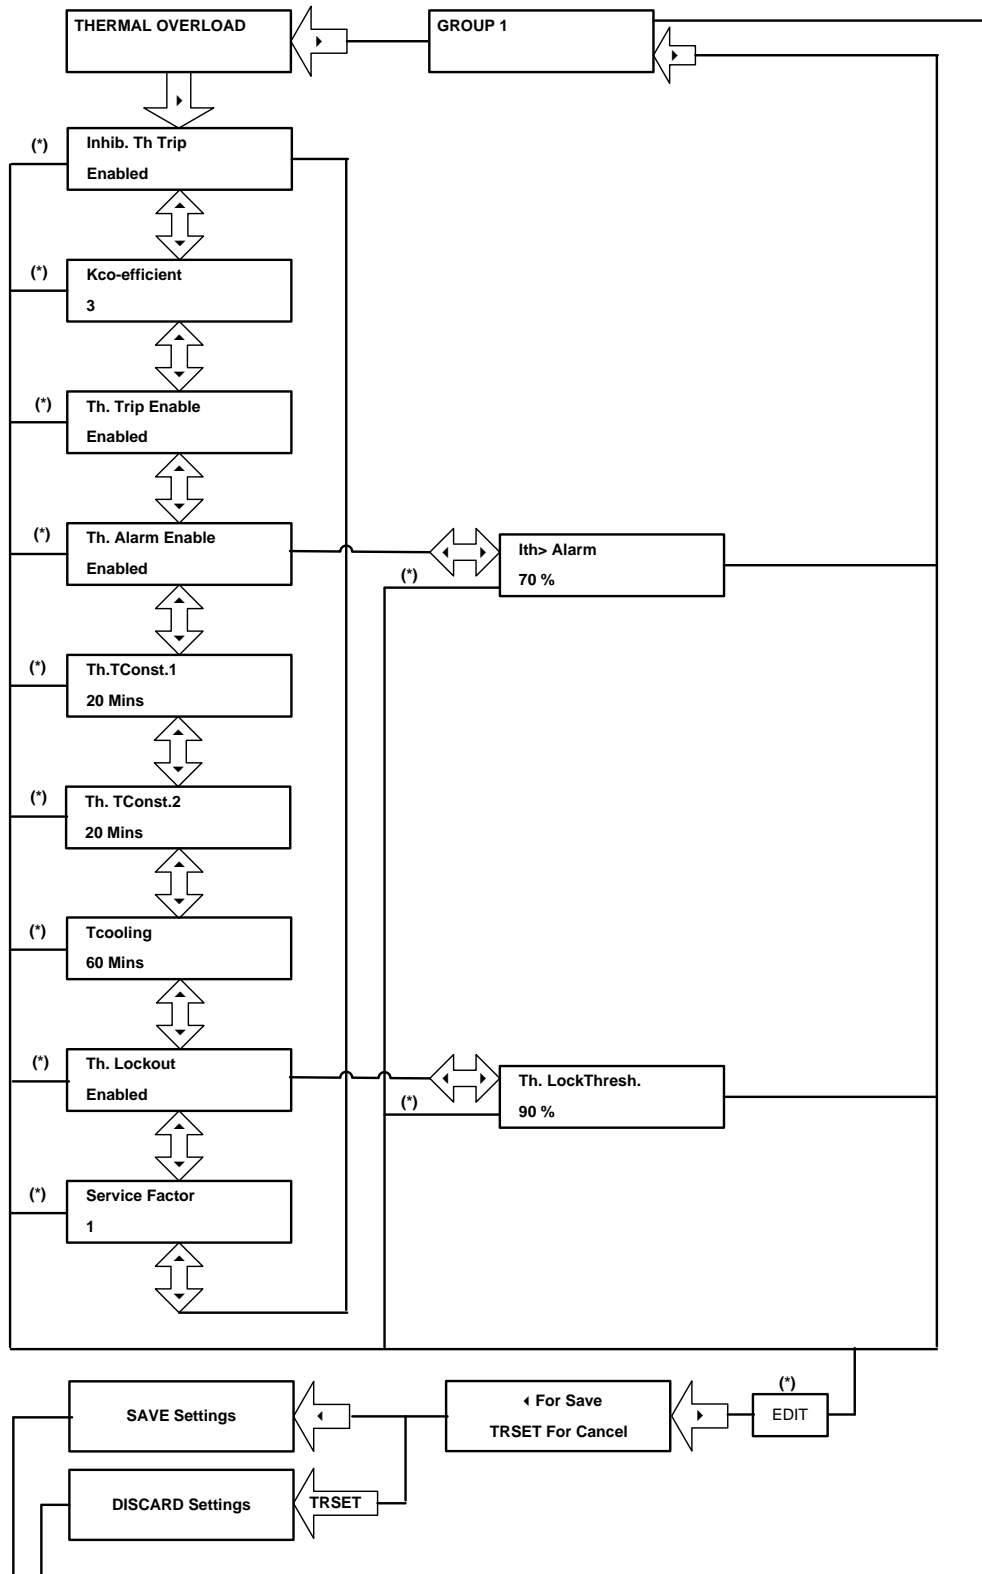 THERMAL OVERLOAD
GROUP 1
(*)
Inhib. Th Trip
Enabled
(*)
Kco-efficient
3
(*)
Th. Trip Enable
Enabled
(*)
Th. Alarm Enable
Enabled
Ith> Alarm
70 %
(*)
(*)
Th.TConst.1
20 Mins
(*)
Th. TConst.2
20 Mins
(*)
Tcooling
60 Mins
(*)
Th. Lockout
Enabled
Th. LockThresh.
90 %
(*)
(*)
Service Factor
1
SAVE Settings
For Save
TRSET For Cancel
(*)
EDIT
DISCARD Settings
TRSET